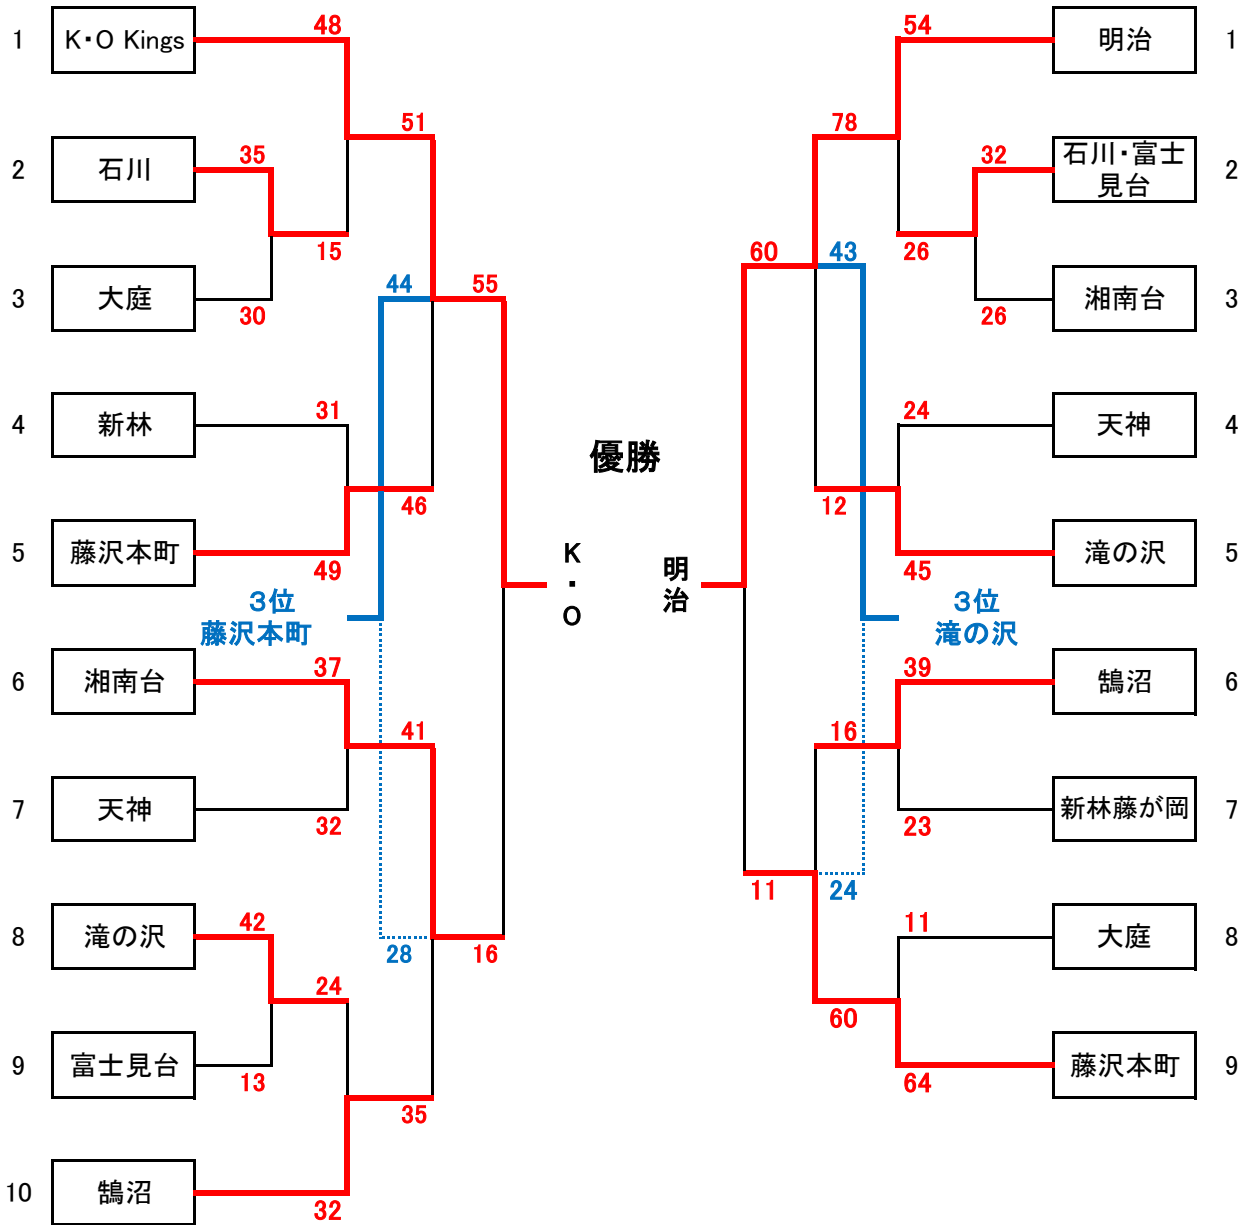 48
54
1
K・O Kings
明治
1
51
78
2
石川
35
32
石川・富士
見台
2
15
26
60
43
44
55
3
大庭
30
26
湘南台
3
4
新林
31
24
天神
4
優勝
46
12
5
藤沢本町
49
45
滝の沢
5
K・O
明治
3位
藤沢本町
3位
滝の沢
6
湘南台
37
39
鵠沼
6
41
16
7
天神
32
23
新林藤が岡
7
11
24
8
滝の沢
42
11
大庭
8
28
16
24
60
9
富士見台
13
64
藤沢本町
9
35
10
鵠沼
32